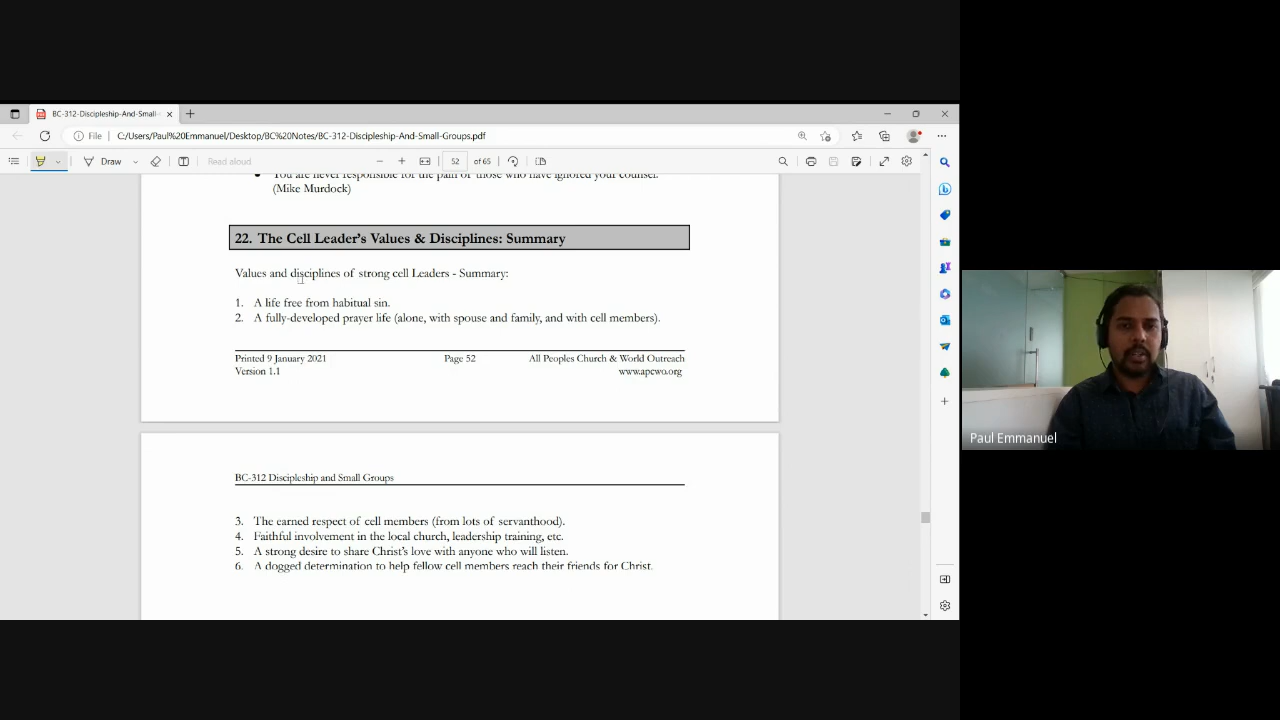 BC-312-Discipleship-And-Small-
File
C:/Users/Paul%20Emmanuel/Desktop/BC%20Notes/BC-312-Discipleship-And-Small-Groups.pdf
Draw
Read aloud
52 of 65
You are never responsible for the pain of those who have ignored your counsel.
(Mike Murdock)
22. The Cell Leader's Values & Disciplines: Summary
Values and disciplines of strong cell Leaders - Summary:
1. A life free from habitual sin.
2. A fully-developed prayer life (alone, with spouse and family, and with cell members).
Printed 9 January 2021 Page 52 All Peoples Church & World Outreach
Version 1.1 www.apcwo.org
BC-312 Discipleship and Small Groups
3. The earned respect of cell members (from lots of servanthood).
4. Faithful involvement in the local church, leadership training, etc.
5. A strong desire to share Christ's love with anyone who will listen.
6. A dogged determination to help fellow cell members reach their friends for Christ.
Paul Emmanuel